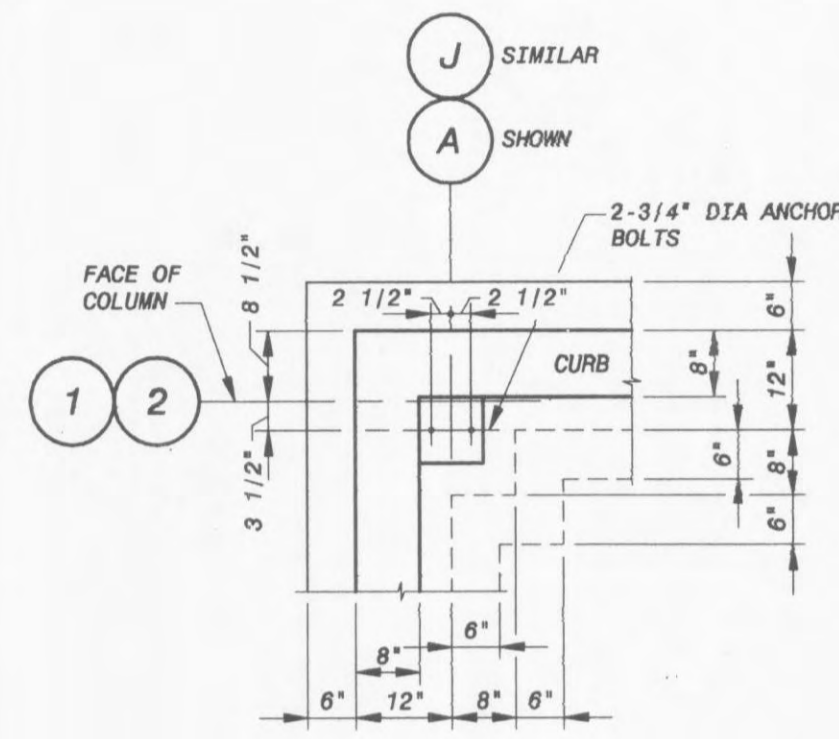 J SIMILAR
A SHOWN
2-3/4" DIA ANCHOR
BOLTS
FACE OF
COLUMN
8 1/2"
2 1/2" 2 1/2"
6"
1 2
CURB
8"
12"
3 1/2"
6"
8"
6"
6"
8"
6" 12" 8" 6"